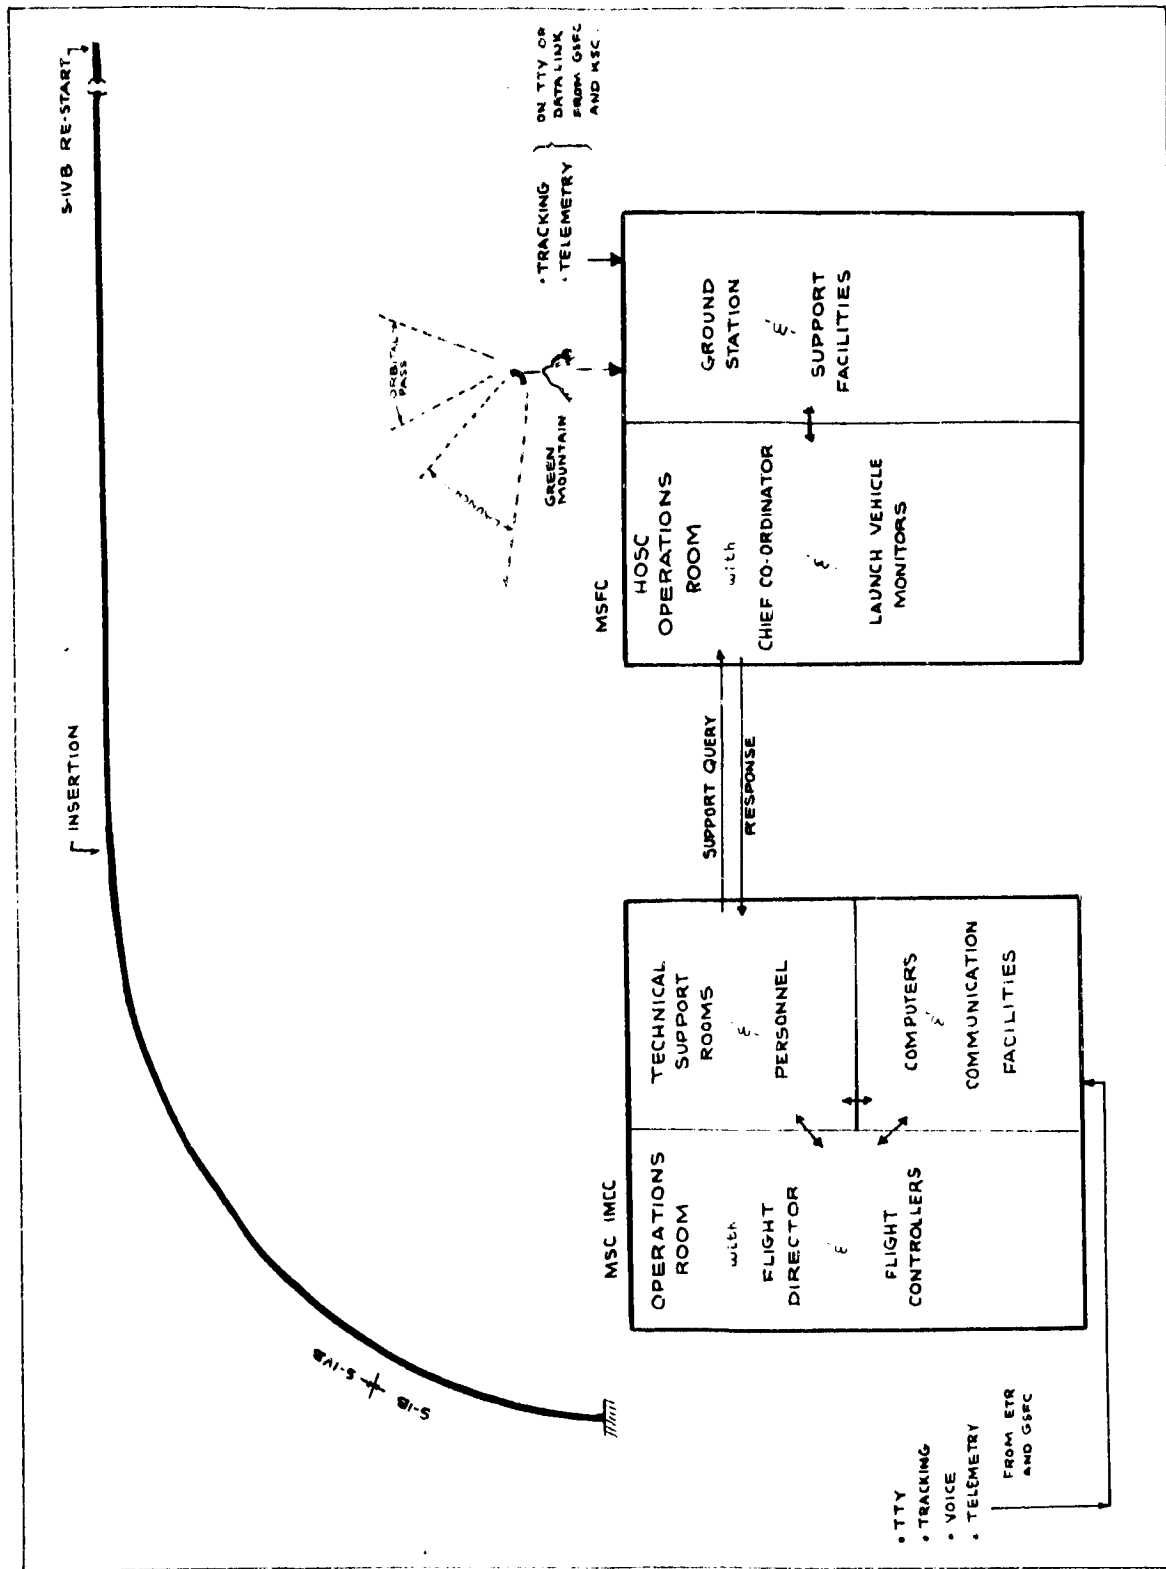 S-IVB RE-START
INSERTION
S-IB
S-IVB
ORBITAL
PASS
LAUNCH
GREEN
MOUNTAIN
• TRACKING
• TELEMETRY
ON TTY OR
DATA LINK
FROM GSFC
AND KSC.
MSC IMCC
OPERATIONS
ROOM
with
FLIGHT
DIRECTOR
&
FLIGHT
CONTROLLERS
TECHNICAL
SUPPORT
ROOMS
&
PERSONNEL
COMPUTERS
&
COMMUNICATION
FACILITIES
SUPPORT QUERY
RESPONSE
MSFC
HOSC
OPERATIONS
ROOM
with
CHIEF CO-ORDINATOR
&
LAUNCH VEHICLE
MONITORS
GROUND
STATION
&
SUPPORT
FACILITIES
• TTY
• TRACKING
• VOICE
• TELEMETRY
FROM ETR
AND GSFC